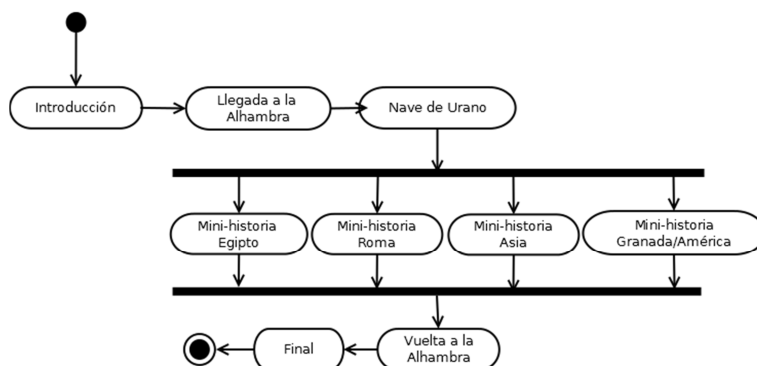 Introducción
Llegada a la
Alhambra
Nave de Urano
Mini-historia
Egipto
Mini-historia
Roma
Mini-historia
Asia
Mini-historia
Granada/América
Final
Vuelta a la
Alhambra